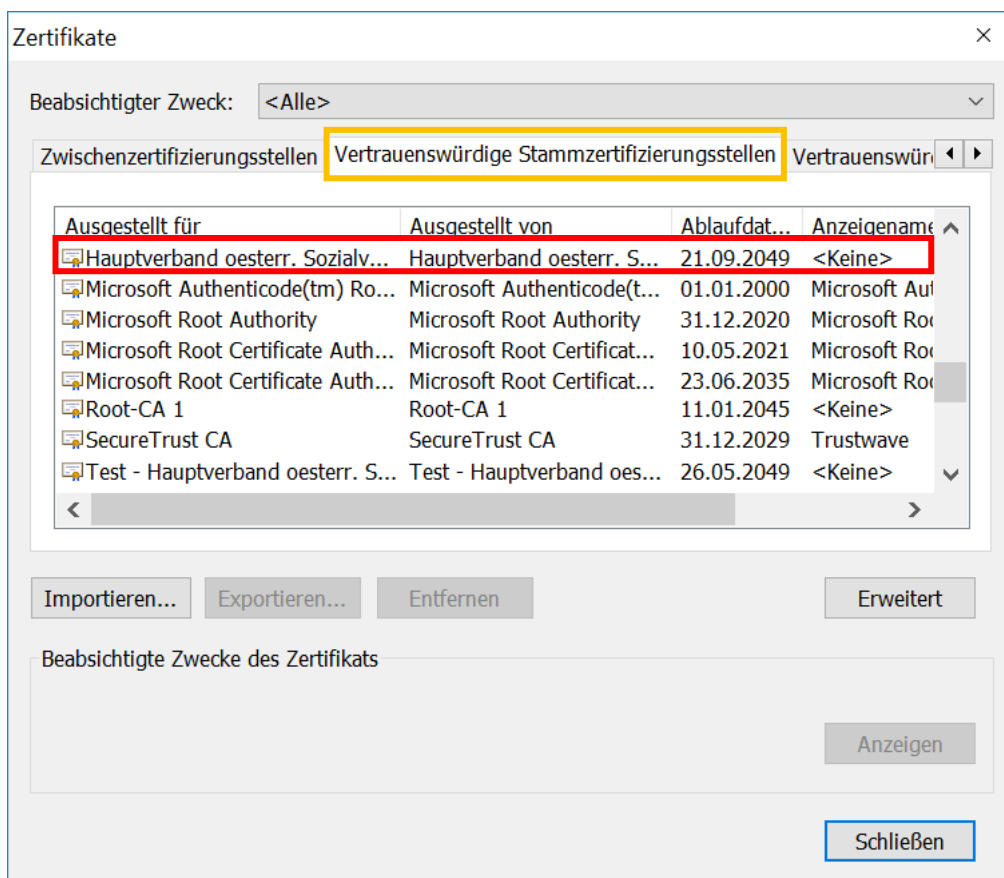 Zertifikate
Beabsichtigter Zweck: <Alle>
Zwischenzertifizierungsstellen Vertrauenswürdige Stammzertifizierungsstellen Vertrauenswür
Ausgestellt für Ausgestellt von Ablaufdat... Anzeigename
Hauptverband oesterr. Sozialv... Hauptverband oesterr. S... 21.09.2049 <Keine>
Microsoft Authenticode(tm) Ro... Microsoft Authenticode(t... 01.01.2000 Microsoft Aut
Microsoft Root Authority Microsoft Root Authority 31.12.2020 Microsoft Roo
Microsoft Root Certificate Auth... Microsoft Root Certificat... 10.05.2021 Microsoft Roo
Microsoft Root Certificate Auth... Microsoft Root Certificat... 23.06.2035 Microsoft Roo
Root-CA 1 Root-CA 1 11.01.2045 <Keine>
SecureTrust CA SecureTrust CA 31.12.2029 Trustwave
Test - Hauptverband oesterr. S... Test - Hauptverband oes... 26.05.2049 <Keine>
Importieren... Exportieren... Entfernen Erweitert
Beabsichtigte Zwecke des Zertifikats
Anzeigen
Schließen